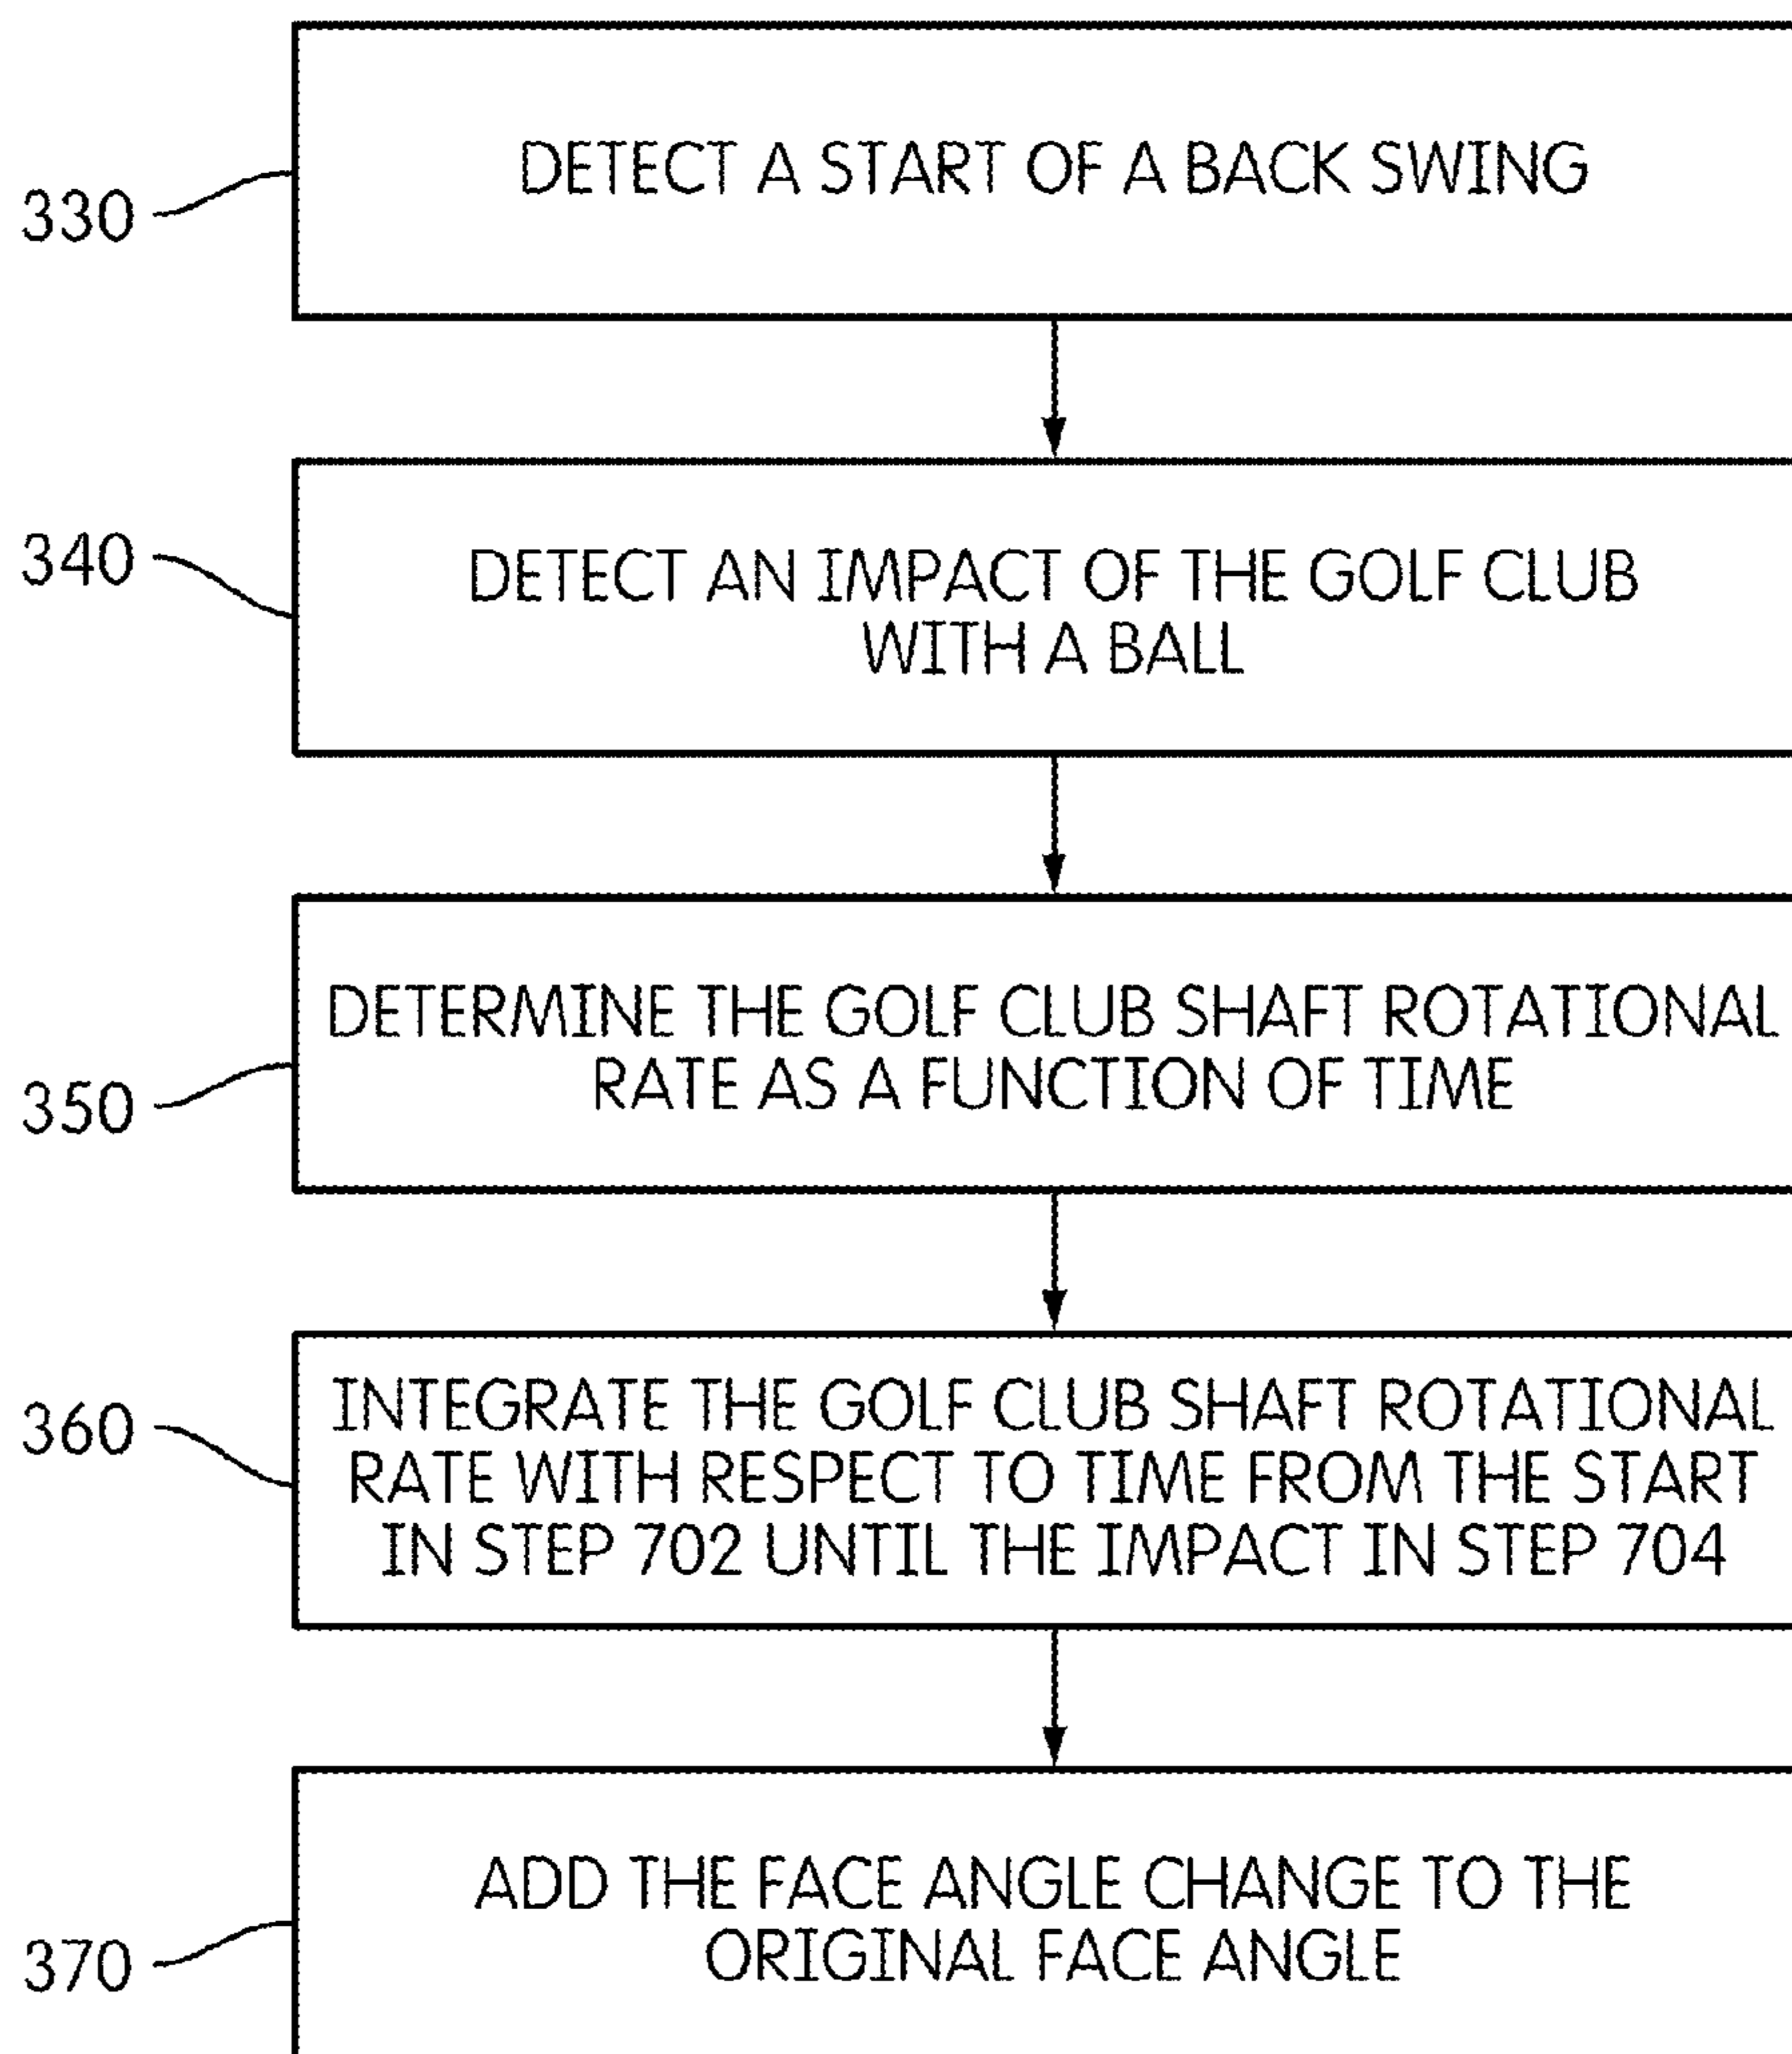 330
DETECT A START OF A BACK SWING
340
DETECT AN IMPACT OF THE GOLF CLUB
WITH A BALL
350
DETERMINE THE GOLF CLUB SHAFT ROTATIONAL
RATE AS A FUNCTION OF TIME
360
INTEGRATE THE GOLF CLUB SHAFT ROTATIONAL
RATE WITH RESPECT TO TIME FROM THE START
IN STEP 702 UNTIL THE IMPACT IN STEP 704
370
ADD THE FACE ANGLE CHANGE TO THE
ORIGINAL FACE ANGLE